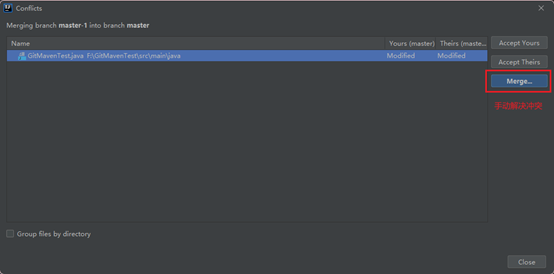 Conflicts
Merging branch master-1 into branch master
Name Yours (master) Theirs (maste...
GitMavenTest.java F:\GitMavenTest\src\main\java Modified Modified
Accept Yours
Accept Theirs
Merge...
手动解决冲突
Group files by directory
Close